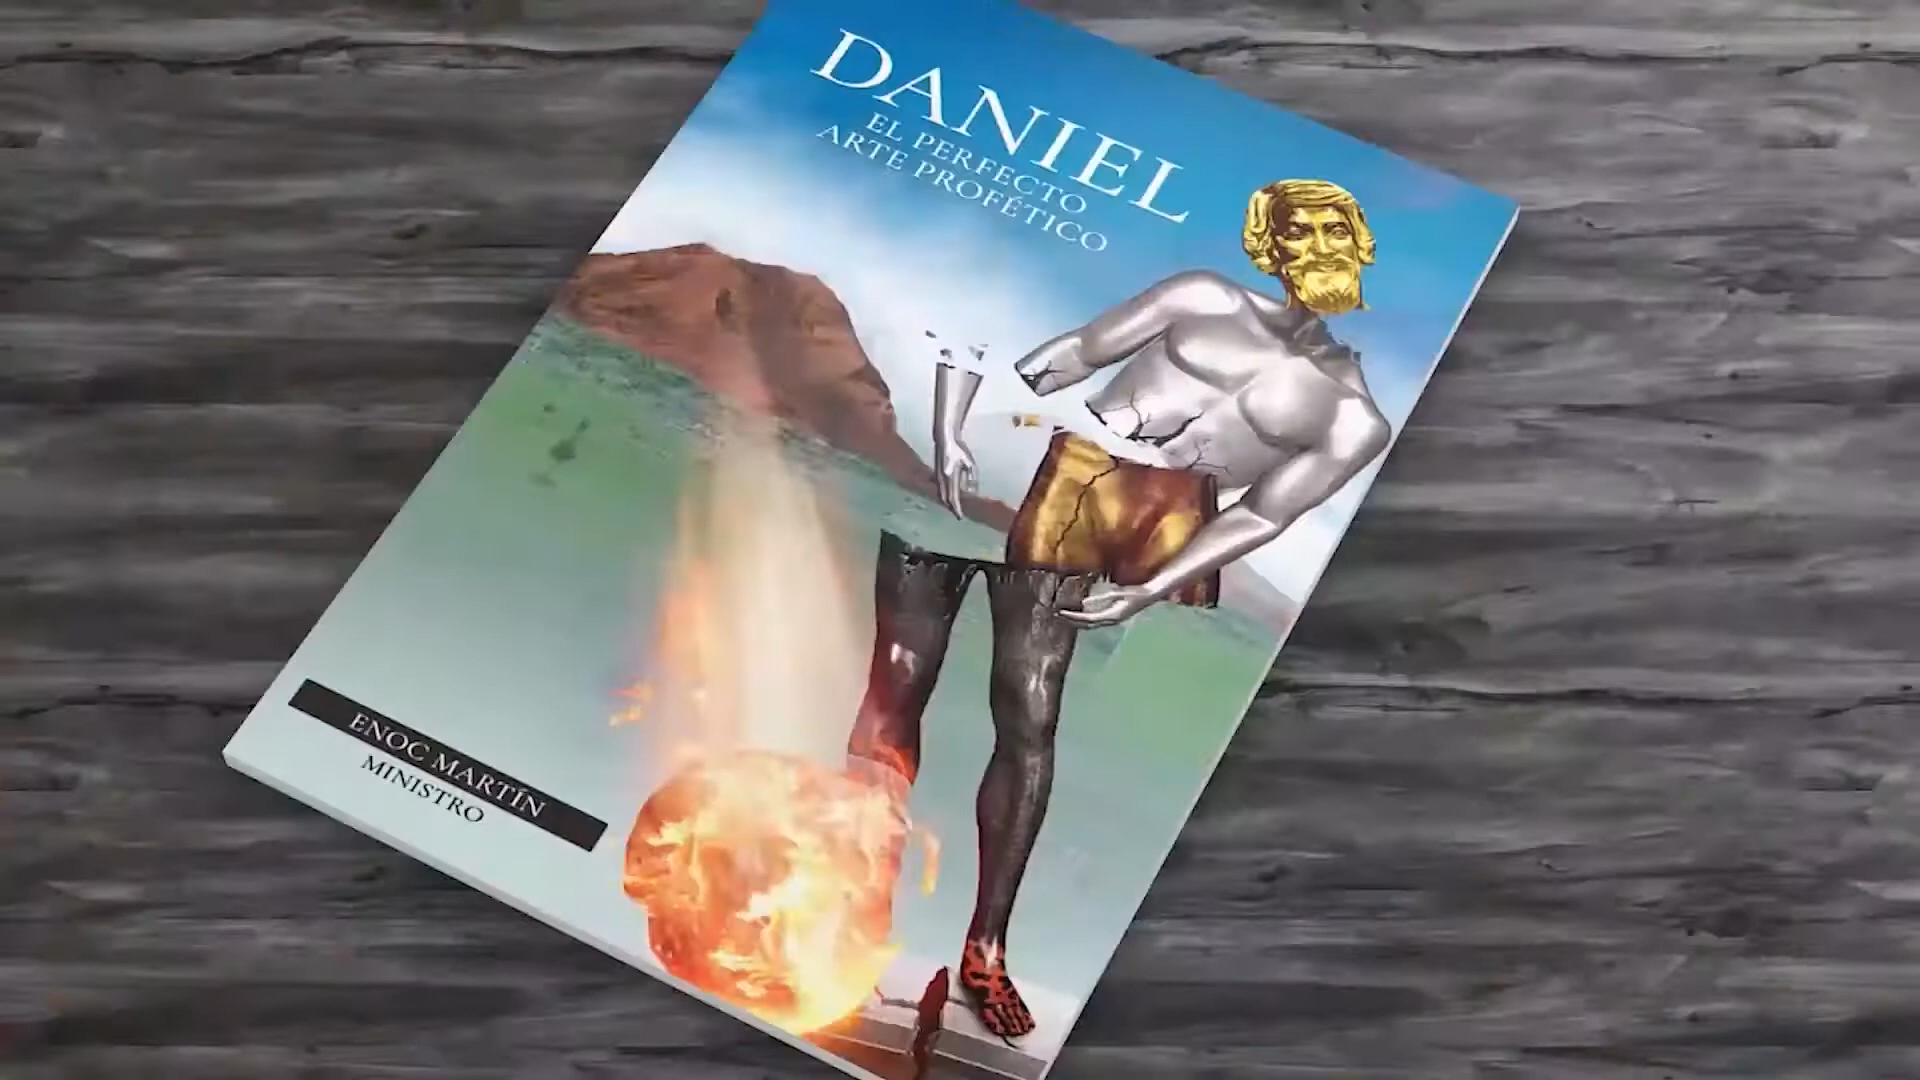 DANIEL
EL PERFECTO
ARTE PROFÉTICO
ENOC MARTÍN
MINISTRO